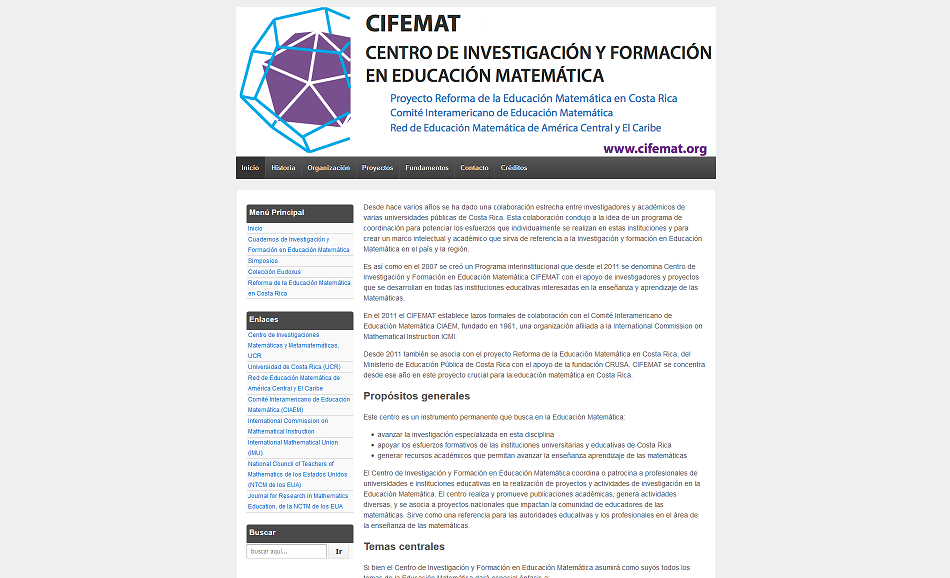 CIFEMAT
CENTRO DE INVESTIGACIÓN Y FORMACIÓN
EN EDUCACIÓN MATEMÁTICA
Proyecto Reforma de la Educación Matemática en Costa Rica
Comité Interamericano de Educación Matemática
Red de Educación Matemática de América Central y El Caribe
www.cifemat.org
Inicio Historia Organización Proyectos Fundamentos Contacto Créditos
Menú Principal
Inicio
Cuadernos de Investigación y
Formación en Educación Matemática
Simposios
Colección Eudoxus
Reforma de la Educación Matemática
en Costa Rica
Enlaces
Centro de Investigaciones
Matemáticas y Metamatemáticas,
UCR
Universidad de Costa Rica (UCR)
Red de Educación Matemática de
América Central y El Caribe
Comité Interamericano de Educación
Matemática (CIAEM)
International Commission on
Mathematical Instruction
International Mathematical Union
(IMU)
National Council of Teachers of
Mathematics de los Estados Unidos
(NTCM de los EUA)
Journal for Research in Mathematics
Education, de la NCTM de los EUA
Buscar
buscar aquí... Ir
Desde hace varios años se ha dado una colaboración estrecha entre investigadores y académicos de
varias universidades públicas de Costa Rica. Esta colaboración condujo a la idea de un programa de
coordinación para potenciar los esfuerzos que individualmente se realizan en estas instituciones y para
crear un marco intelectual y académico que sirva de referencia a la investigación y formación en Educación
Matemática en el país y la región.
Es así como en el 2007 se creó un Programa interinstitucional que desde el 2011 se denomina Centro de
Investigación y Formación en Educación Matemática CIFEMAT con el apoyo de investigadores y proyectos
que se desarrollan en todas las instituciones educativas interesadas en la enseñanza y aprendizaje de las
Matemáticas.
En el 2011 el CIFEMAT establece lazos formales de colaboración con el Comité Interamericano de
Educación Matemática CIAEM, fundado en 1961, una organización afiliada a la International Commission on
Mathematical Instruction ICMI.
Desde 2011 también se asocia con el proyecto Reforma de la Educación Matemática en Costa Rica, del
Ministerio de Educación Pública de Costa Rica con el apoyo de la fundación CRUSA. CIFEMAT se concentra
desde ese año en este proyecto crucial para la educación matemática en Costa Rica.
Propósitos generales
Este centro es un instrumento permanente que busca en la Educación Matemática:
• avanzar la investigación especializada en esta disciplina
• apoyar los esfuerzos formativos de las instituciones universitarias y educativas de Costa Rica
• generar recursos académicos que permitan avanzar la enseñanza aprendizaje de las matemáticas
El Centro de Investigación y Formación en Educación Matemática coordina o patrocina a profesionales de
universidades e instituciones educativas en la realización de proyectos y actividades de investigación en la
Educación Matemática. El centro realiza y promueve publicaciones académicas, genera actividades
diversas, y se asocia a proyectos nacionales que impactan la comunidad de educadores de las
matemáticas. Sirve como una referencia para las autoridades educativas y los profesionales en el área de
la enseñanza de las matemáticas.
Temas centrales
Si bien el Centro de Investigación y Formación en Educación Matemática asumirá como suyos todos los
temas de la Educación Matemática dará especial énfasis a: